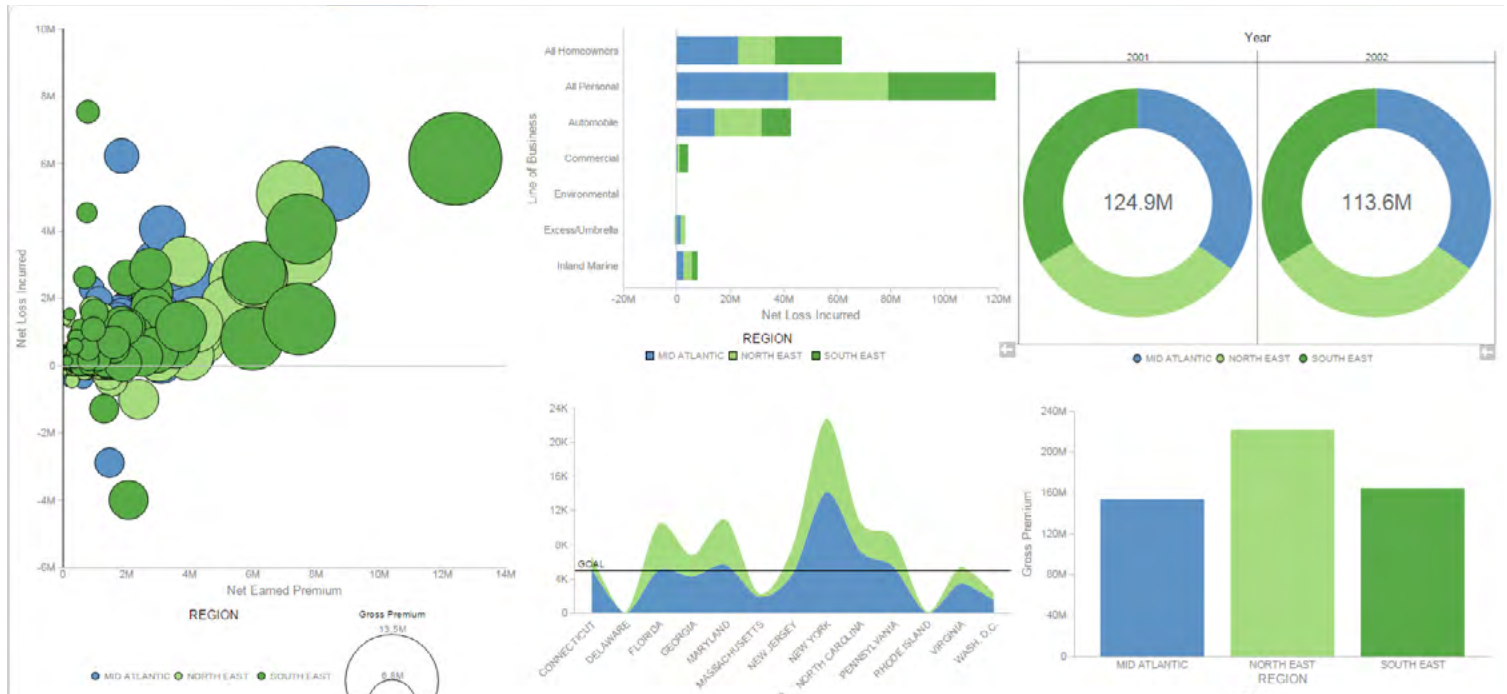 10M
8M
6M
4M
2M
0
-2M
-4M
-6M
Net Loss Incurred
0 2M 4M 6M 8M 10M 12M 14M
Net Earned Premium
REGION
MID ATLANTIC NORTH EAST SOUTH EAST
Gross Premium
13.5M
6.8M
Line of Business
All Homeowners
All Personal
Automobile
Commercial
Environmental
Excess/Umbrella
Inland Marine
-20M 0 20M 40M 60M 80M 100M 120M
Net Loss Incurred
REGION
MID ATLANTIC NORTH EAST SOUTH EAST
Year
2001 2002
124.9M 113.6M
MID ATLANTIC NORTH EAST SOUTH EAST
24K
20K
16K
12K
8K
4K
0
GOAL
CONNECTICUT
DELAWARE
FLORIDA
GEORGIA
MARYLAND
MASSACHUSETTS
NEW JERSEY
NEW YORK
NORTH CAROLINA
PENNSYLVANIA
RHODE ISLAND
VIRGINIA
WASH. D.C.
240M
200M
160M
120M
80M
40M
0
Gross Premium
MID ATLANTIC NORTH EAST SOUTH EAST
REGION